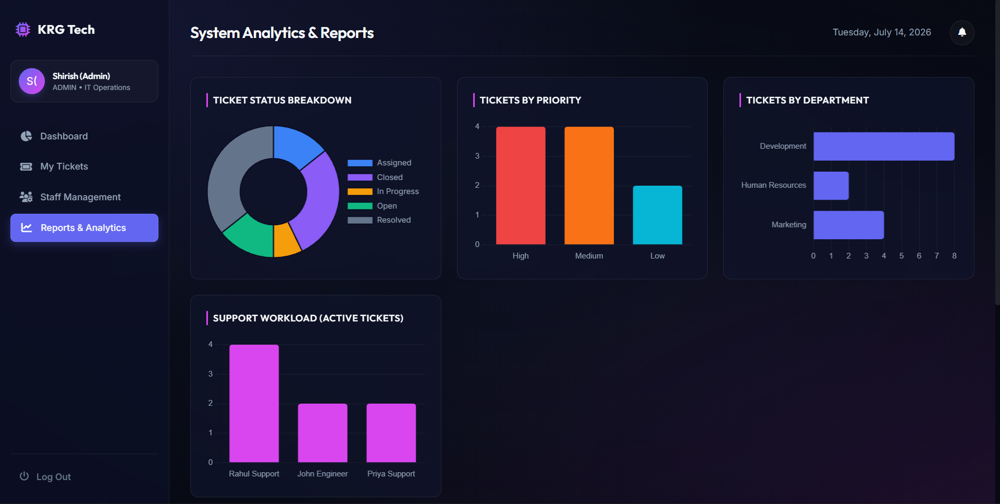 KRG Tech
S(
Shirish (Admin)
ADMIN • IT Operations
Dashboard
My Tickets
Staff Management
Reports & Analytics
Log Out
System Analytics & Reports
Tuesday, July 14, 2026
TICKET STATUS BREAKDOWN
Assigned
Closed
In Progress
Open
Resolved
TICKETS BY PRIORITY
4
3
2
1
0
High Medium Low
TICKETS BY DEPARTMENT
Development
Human Resources
Marketing
0 1 2 3 4 5 6 7 8
SUPPORT WORKLOAD (ACTIVE TICKETS)
4
3
2
1
0
Rahul Support John Engineer Priya Support